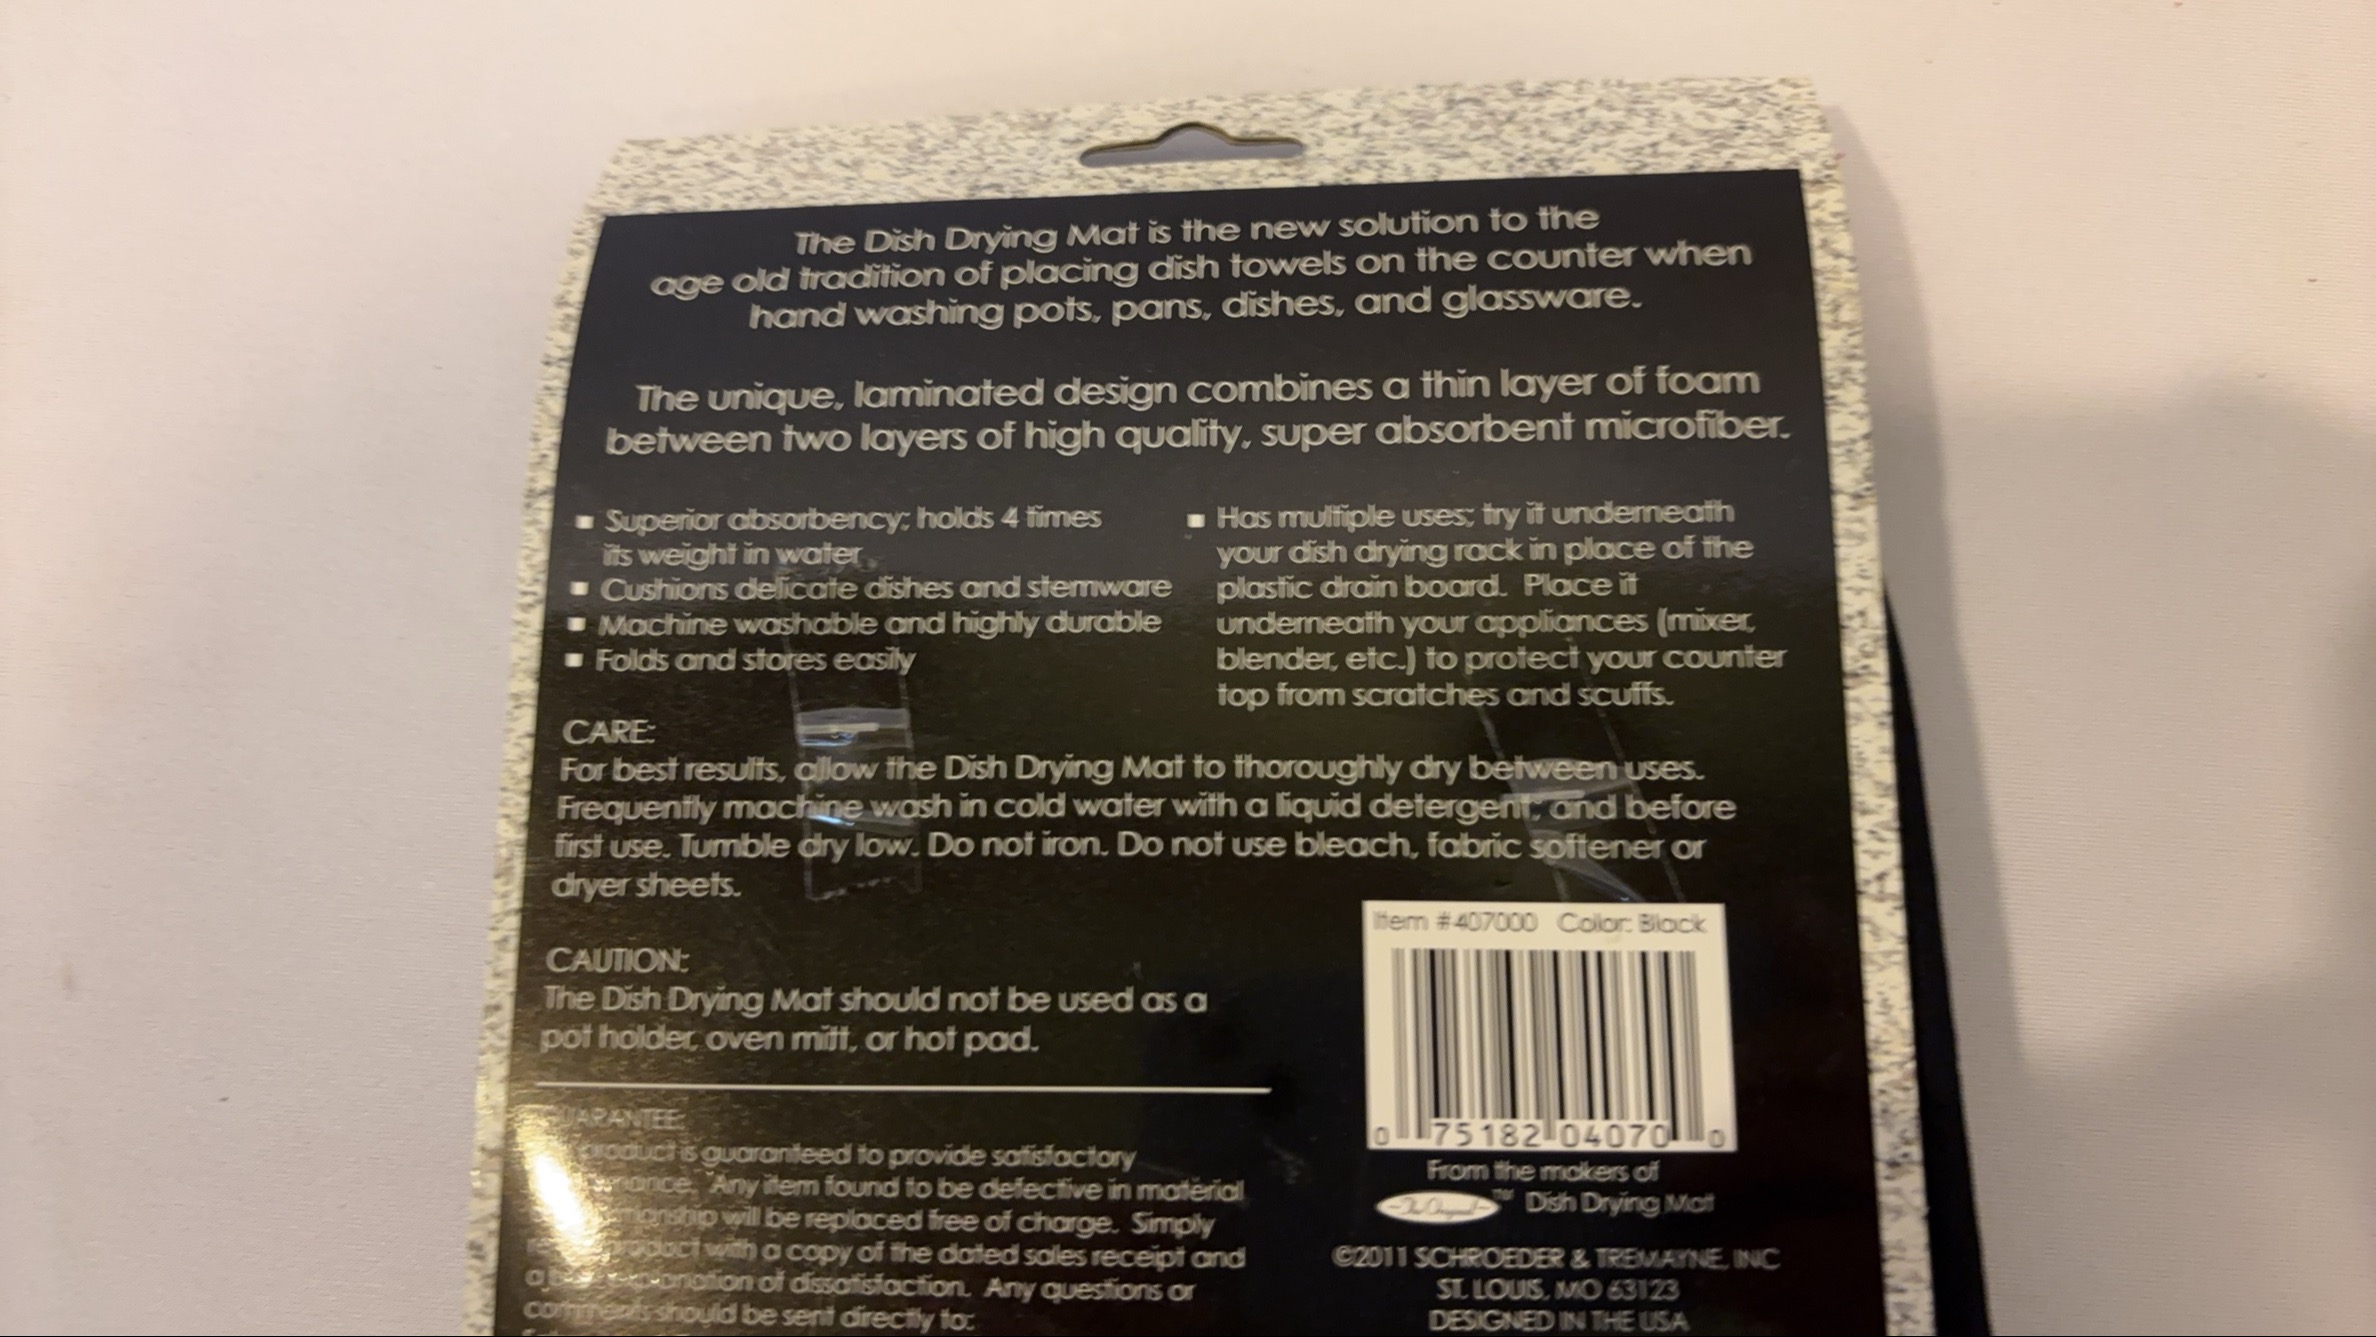 The Dish Drying Mat is the new solution to the
age old tradition of placing dish towels on the counter when
hand washing pots, pans, dishes, and glassware.
The unique, laminated design combines a thin layer of foam
between two layers of high quality, super absorbent microfiber.
▪ Superior absorbency; holds 4 times
its weight in water
▪ Cushions delicate dishes and stemware
▪ Machine washable and highly durable
▪ Folds and stores easily
▪ Has multiple uses; try it underneath
your dish drying rack in place of the
plastic drain board. Place it
underneath your appliances (mixer,
blender, etc.) to protect your counter
top from scratches and scuffs.
CARE:
For best results, allow the Dish Drying Mat to thoroughly dry between uses.
Frequently machine wash in cold water with a liquid detergent; and before
first use. Tumble dry low. Do not iron. Do not use bleach, fabric softener or
dryer sheets.
CAUTION:
The Dish Drying Mat should not be used as a
pot holder, oven mitt, or hot pad.
GUARANTEE:
product is guaranteed to provide satisfactory
Any item found to be defective in material
will be replaced free of charge. Simply
product with a copy of the dated sales receipt and
a explanation of dissatisfaction. Any questions or
comments should be sent directly to:
Item #407000 Color: Black
0 75182 04070 0
From the makers of
The Original™ Dish Drying Mat
©2011 SCHROEDER & TREMAYNE, INC
ST. LOUIS, MO 63123
DESIGNED IN THE USA